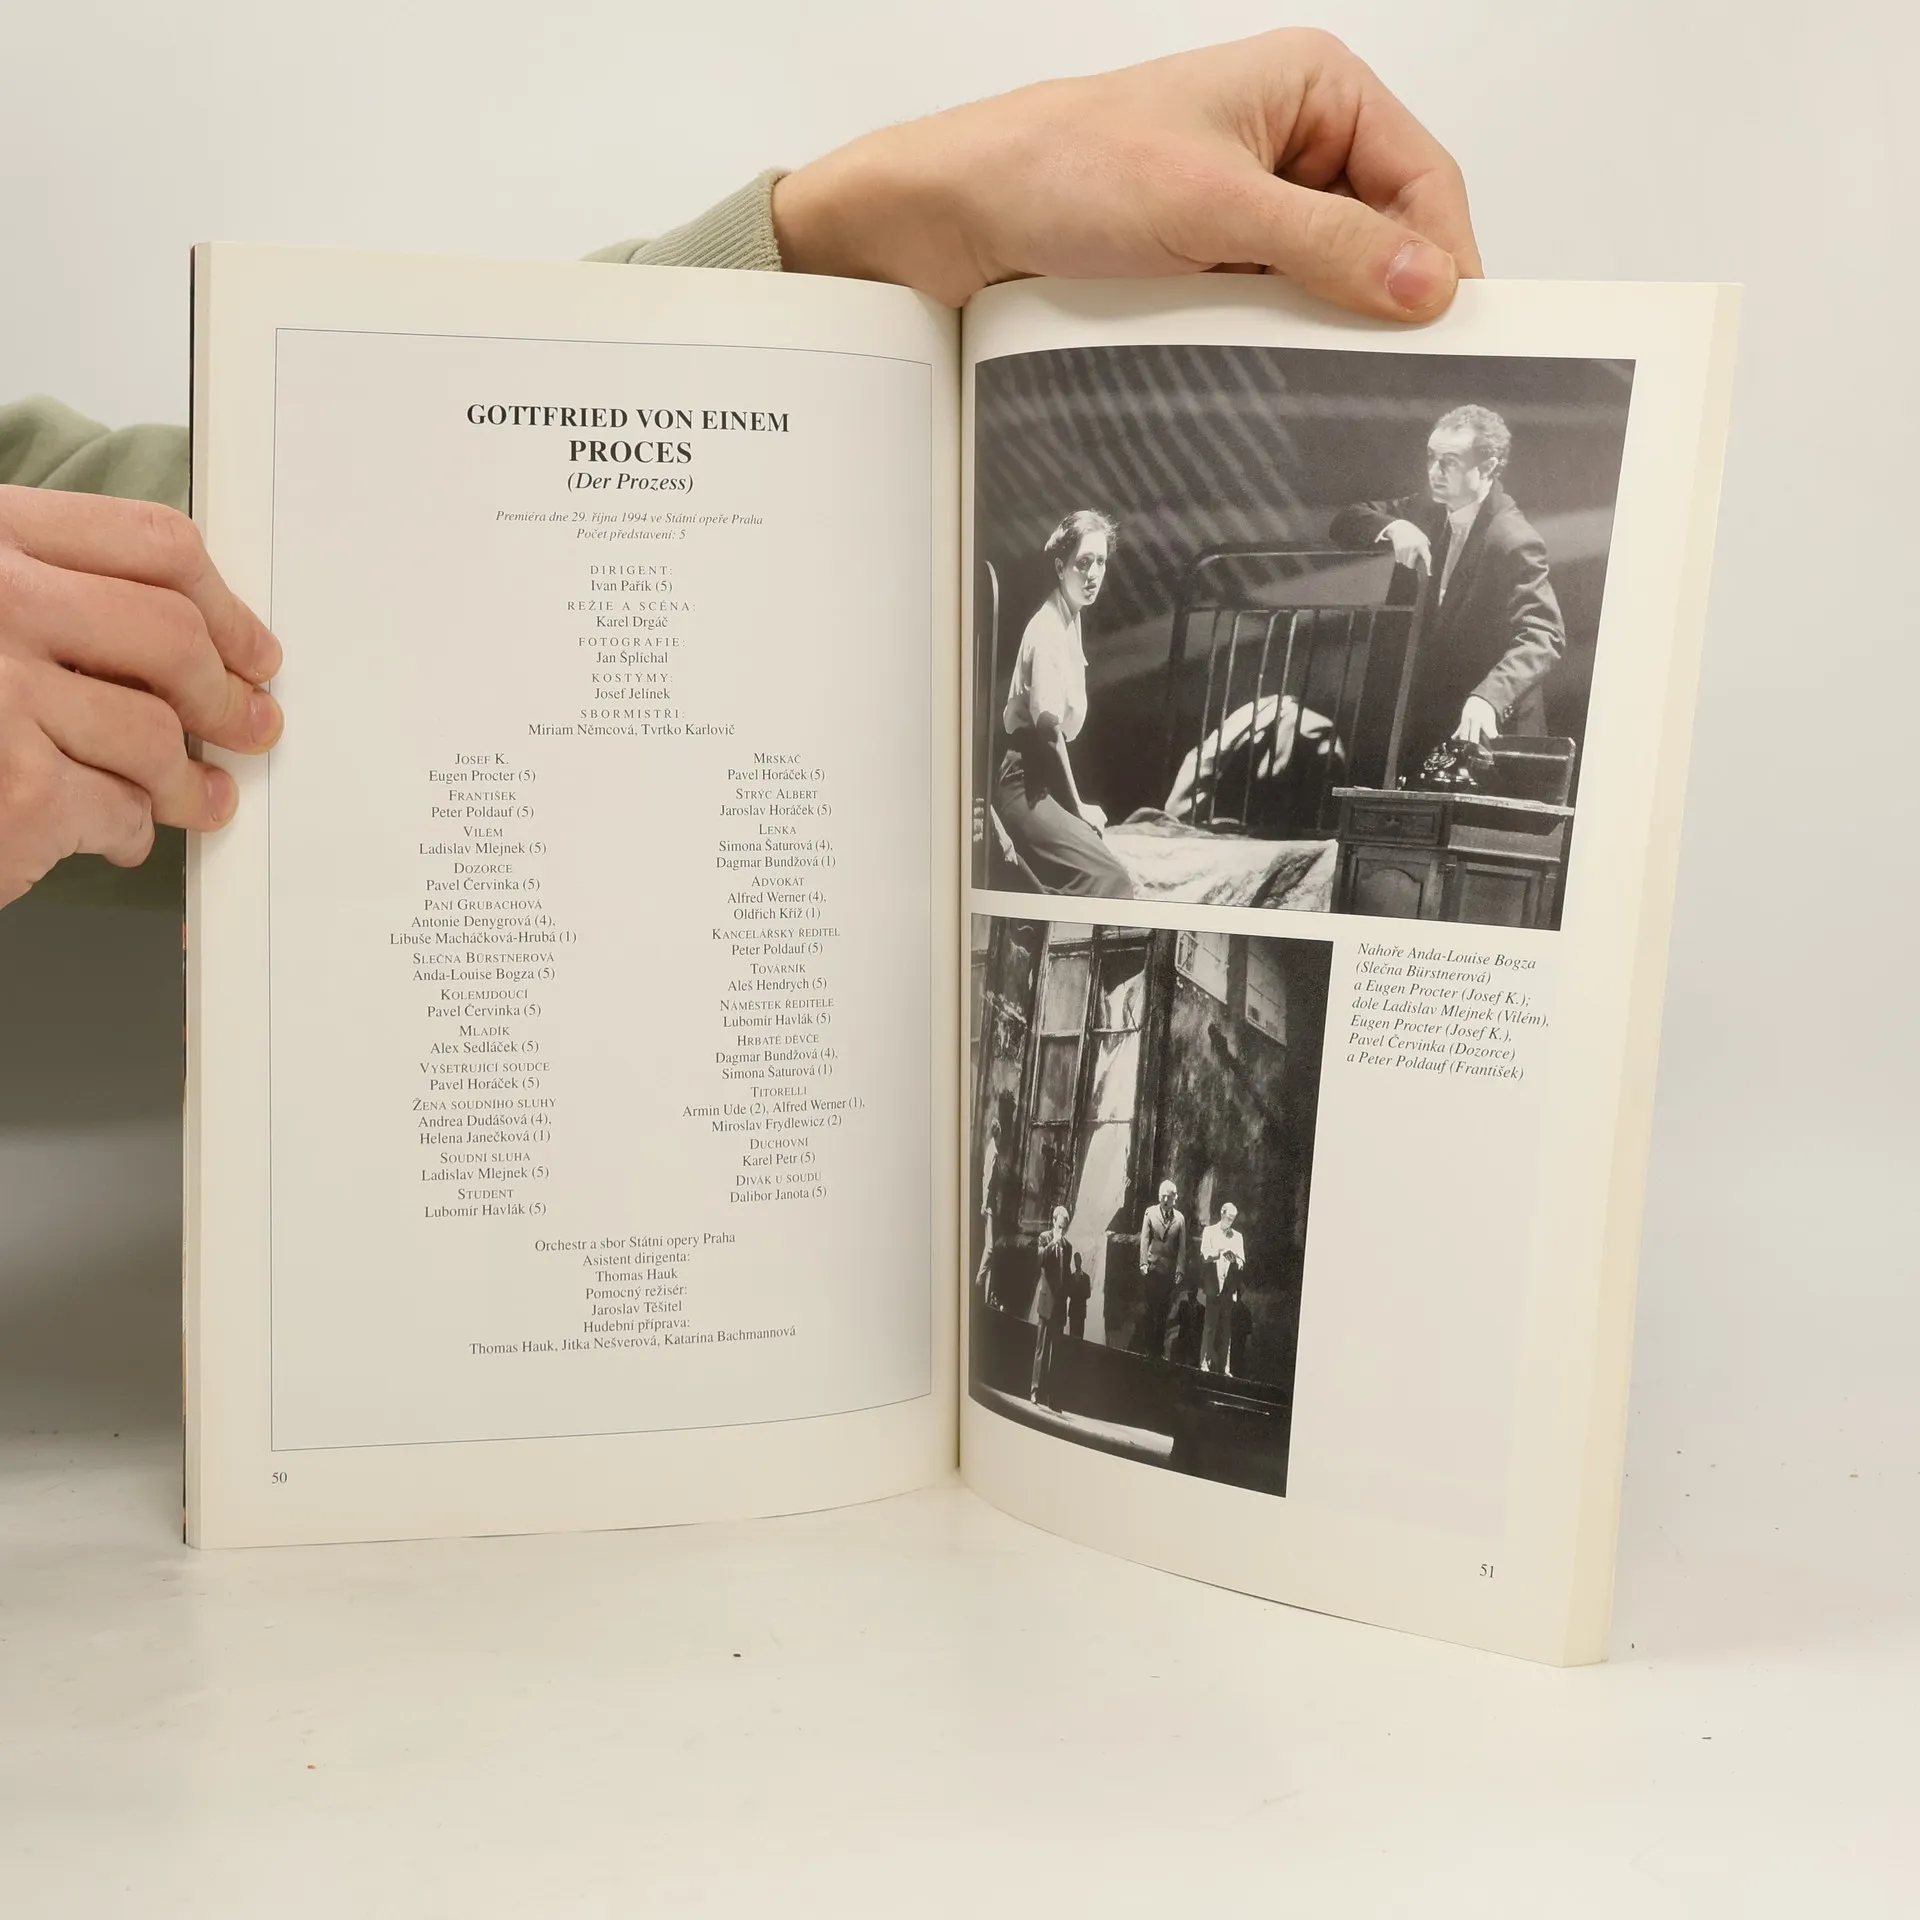 GOTTFRIED VON EINEM
PROCES
(Der Prozess)
Premiéra dne 29. října 1994 ve Státní opeře Praha
Počet představení: 5
DIRIGENT:
Ivan Pařík (5)
REŽIE A SCÉNA:
Karel Drgáč
FOTOGRAFIE:
Jan Šplíchal
KOSTÝMY:
Josef Jelínek
SBORMISTŘI:
Miriam Němcová, Tvrtko Karlovič
JOSEF K.
Eugen Procter (5)
FRANTIŠEK
Peter Poldauf (5)
VILÉM
Ladislav Mlejnek (5)
DOZORCE
Pavel Červinka (5)
PANÍ GRUBACHOVÁ
Antonie Denygrová (4),
Libuše Macháčková-Hrubá (1)
SLEČNA BÜRSTNEROVÁ
Anda-Louise Bogza (5)
KOLEMJDOUCÍ
Pavel Červinka (5)
MLADÍK
Alex Sedláček (5)
VYŠETŘUJÍCÍ SOUDCE
Pavel Horáček (5)
ŽENA SOUDNÍHO SLUHY
Andrea Dudášová (4),
Helena Janečková (1)
SOUDNÍ SLUHA
Ladislav Mlejnek (5)
STUDENT
Lubomír Havlák (5)
MRSKAČ
Pavel Horáček (5)
STRÝC ALBERT
Jaroslav Horáček (5)
LENKA
Simona Šaturová (4),
Dagmar Bundžová (1)
ADVOKÁT
Alfred Werner (4),
Oldřich Kříž (1)
KANCELÁŘSKÝ ŘEDITEL
Peter Poldauf (5)
TOVÁRNÍK
Aleš Hendrych (5)
NÁMĚSTEK ŘEDITELE
Lubomír Havlák (5)
HRBATÉ DĚVČE
Dagmar Bundžová (4),
Simona Šaturová (1)
TITORELLI
Armin Ude (2), Alfred Werner (1),
Miroslav Frydlewicz (2)
DUCHOVNÍ
Karel Petr (5)
DIVÁK U SOUDU
Dalibor Janota (5)
Orchestr a sbor Státní opery Praha
Asistent dirigenta:
Thomas Hauk
Pomocný režisér:
Jaroslav Těšitel
Hudební příprava:
Thomas Hauk, Jitka Nešverová, Katarína Bachmannová
50
Nahoře Anda-Louise Bogza
(Slečna Bürstnerová)
a Eugen Procter (Josef K.);
dole Ladislav Mlejnek (Vilém),
Eugen Procter (Josef K.),
Pavel Červinka (Dozorce)
a Peter Poldauf (František)
51